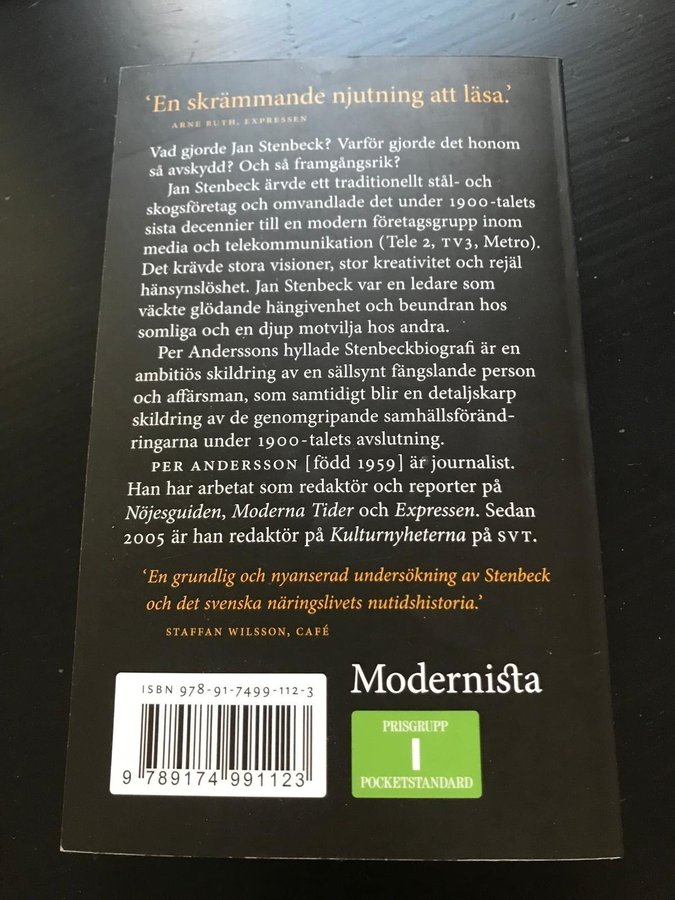 ‘En skrämmande njutning att läsa.’
ARNE RUTH, EXPRESSEN
Vad gjorde Jan Stenbeck? Varför gjorde det honom
så avskydd? Och så framgångsrik?
Jan Stenbeck ärvde ett traditionellt stål- och
skogsföretag och omvandlade det under 1900-talets
sista decennier till en modern företagsgrupp inom
media och telekommunikation (Tele 2, TV3, Metro).
Det krävde stora visioner, stor kreativitet och rejäl
hänsynslöshet. Jan Stenbeck var en ledare som
väckte glödande hängivenhet och beundran hos
somliga och en djup motvilja hos andra.
Per Anderssons hyllade Stenbeckbiografi är en
ambitiös skildring av en sällsynt fängslande person
och affärsman, som samtidigt blir en detaljskarp
skildring av de genomgripande samhällsföränd-
ringarna under 1900-talets avslutning.
PER ANDERSSON [född 1959] är journalist.
Han har arbetat som redaktör och reporter på
Nöjesguiden, Moderna Tider och Expressen. Sedan
2005 är han redaktör på Kulturnyheterna på SVT.
‘En grundlig och nyanserad undersökning av Stenbeck
och det svenska näringslivets nutidshistoria.’
STAFFAN WILSSON, CAFÉ
Modernista
ISBN 978-91-7499-112-3
9 789174 991123
PRISGRUPP
I
POCKETSTANDARD